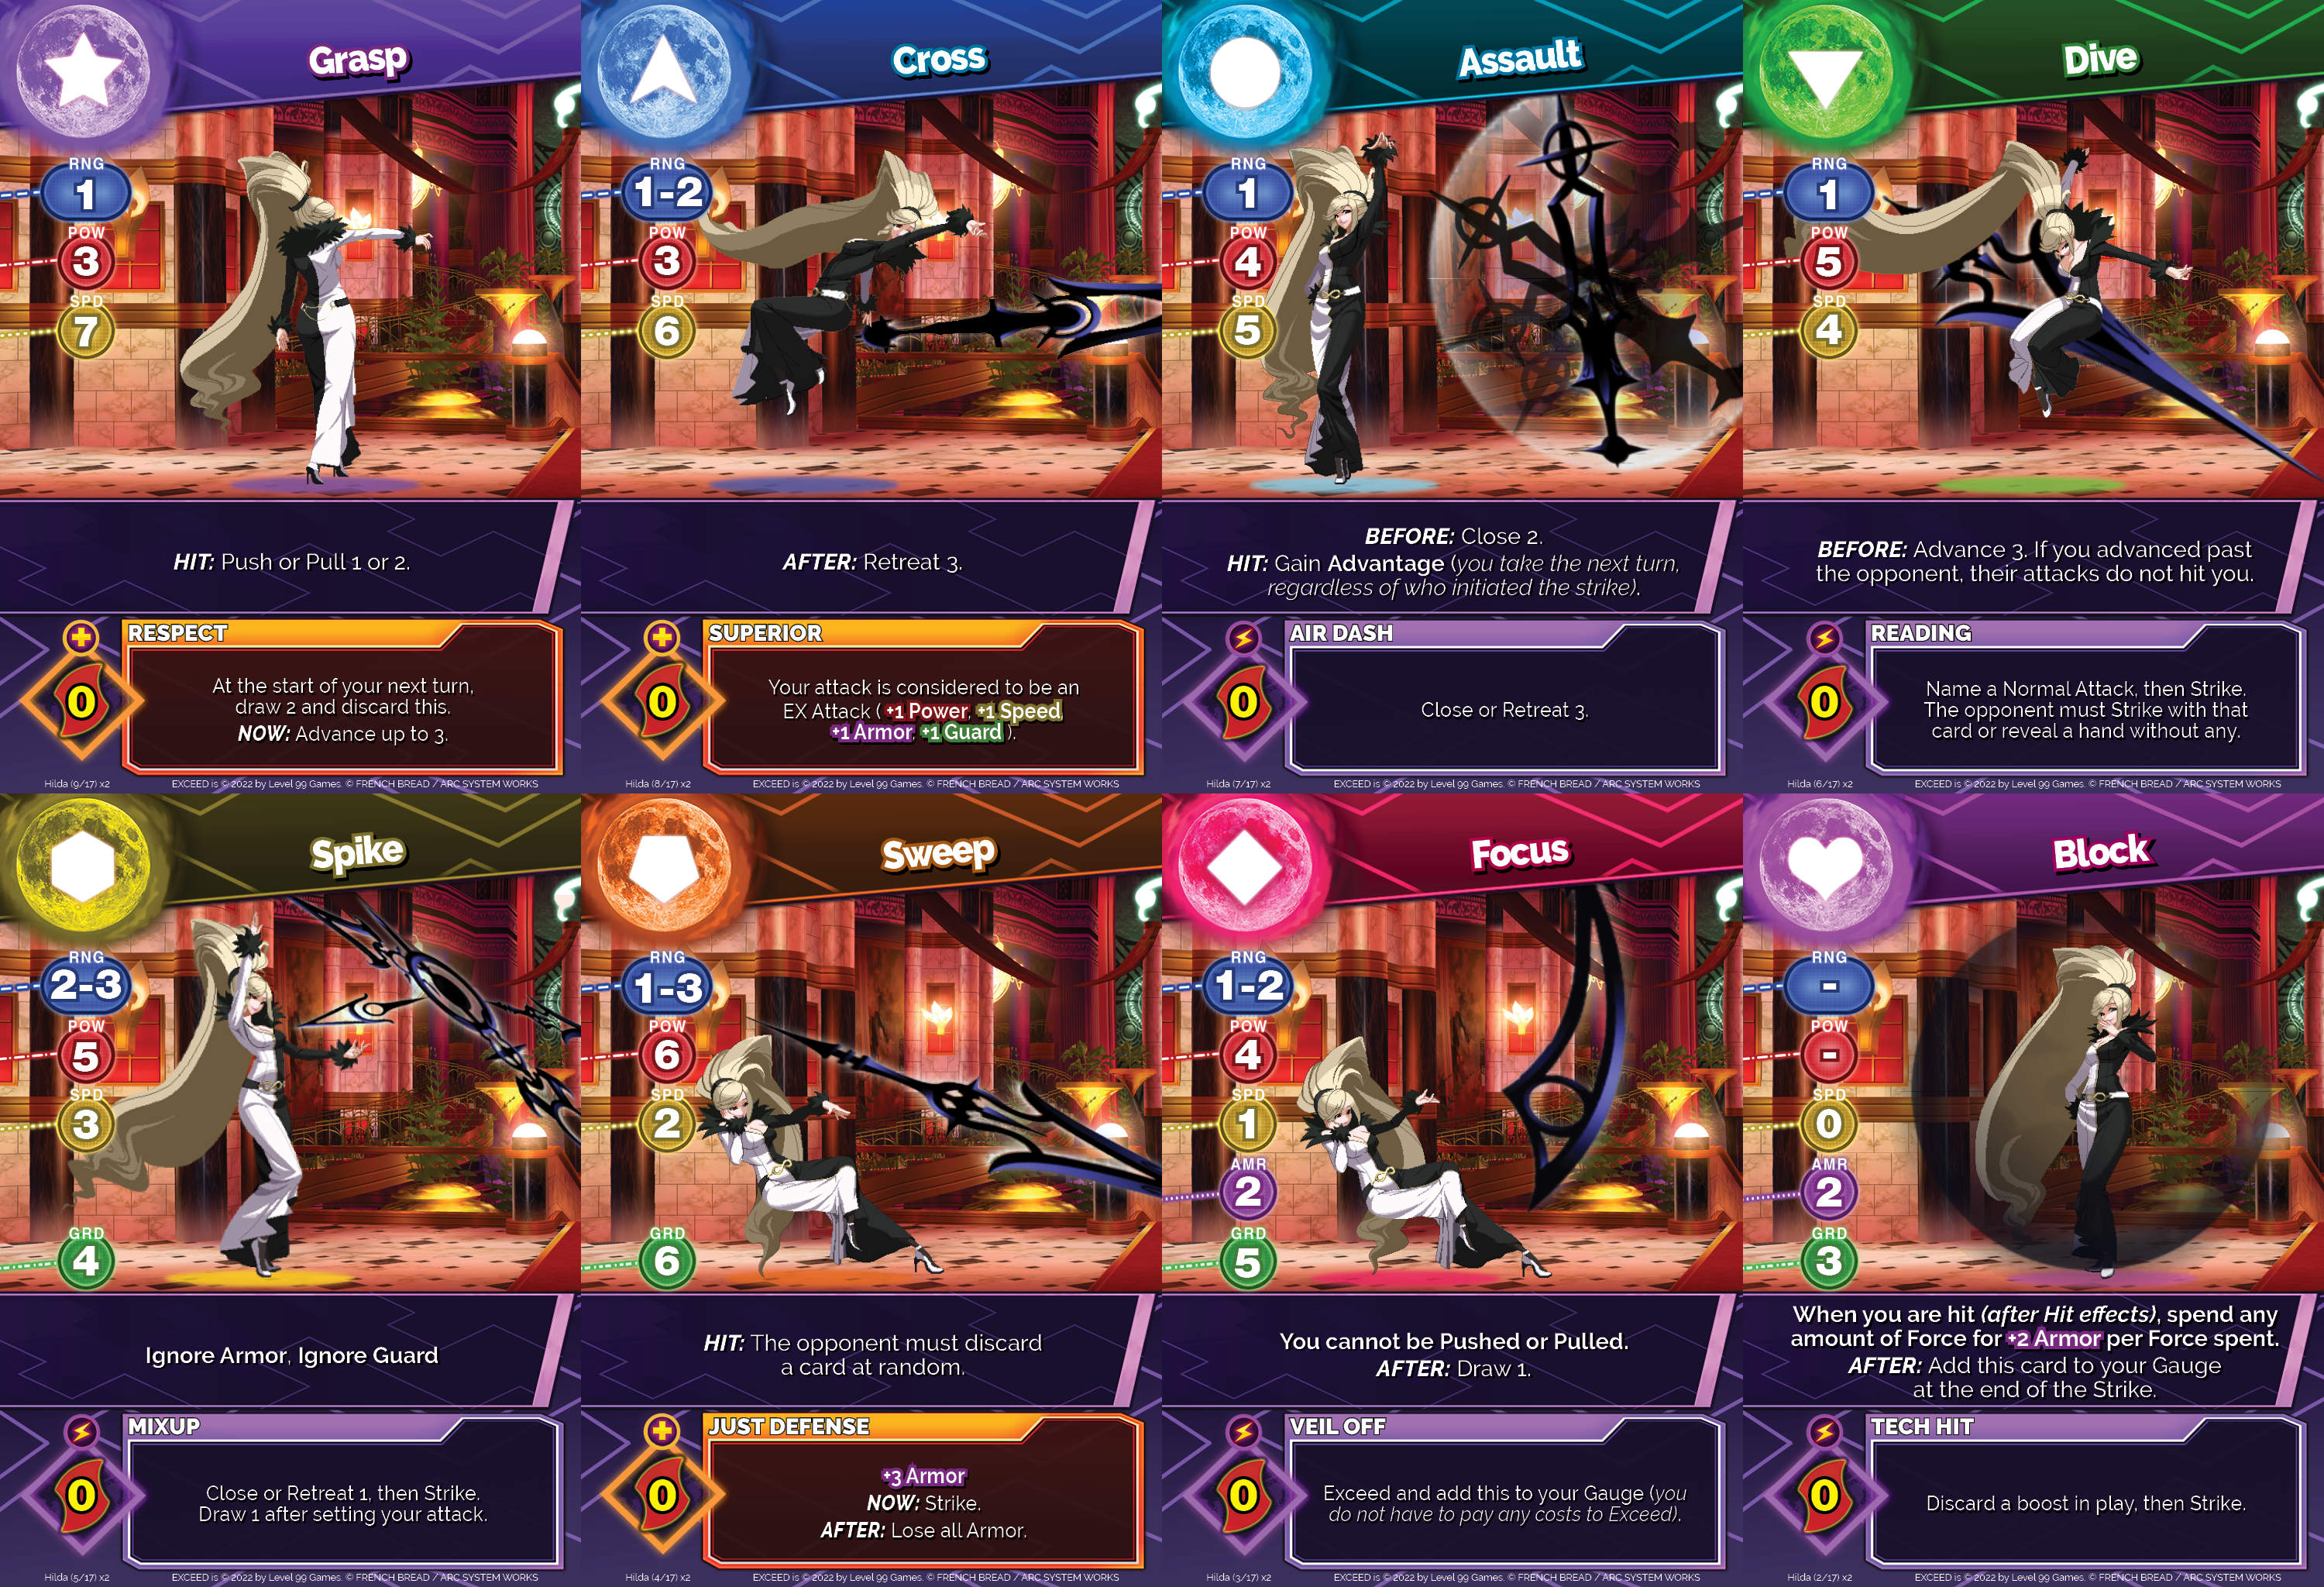 Grasp
RNG
1
POW
3
SPD
7
HIT: Push or Pull 1 or 2.
RESPECT
0
At the start of your next turn,
draw 2 and discard this.
NOW: Advance up to 3.
Hilda (9/17) x2
EXCEED is © 2022 by Level 99 Games. © FRENCH BREAD / ARC SYSTEM WORKS
Cross
RNG
1-2
POW
3
SPD
6
AFTER: Retreat 3.
SUPERIOR
0
Your attack is considered to be an
EX Attack ( +1 Power, +1 Speed
+1 Armor, +1 Guard ).
Hilda (8/17) x2
EXCEED is © 2022 by Level 99 Games. © FRENCH BREAD / ARC SYSTEM WORKS
Assault
RNG
1
POW
4
SPD
5
BEFORE: Close 2.
HIT: Gain Advantage (you take the next turn,
regardless of who initiated the strike).
AIR DASH
0
Close or Retreat 3.
Hilda (7/17) x2
EXCEED is © 2022 by Level 99 Games. © FRENCH BREAD / ARC SYSTEM WORKS
Dive
RNG
1
POW
5
SPD
4
BEFORE: Advance 3. If you advanced past
the opponent, their attacks do not hit you.
READING
0
Name a Normal Attack, then Strike.
The opponent must Strike with that
card or reveal a hand without any.
Hilda (6/17) x2
EXCEED is © 2022 by Level 99 Games. © FRENCH BREAD / ARC SYSTEM WORKS
Spike
RNG
2-3
POW
5
SPD
3
GRD
4
Ignore Armor, Ignore Guard
MIXUP
0
Close or Retreat 1, then Strike.
Draw 1 after setting your attack.
Hilda (5/17) x2
EXCEED is © 2022 by Level 99 Games. © FRENCH BREAD / ARC SYSTEM WORKS
Sweep
RNG
1-3
POW
6
SPD
2
GRD
6
HIT: The opponent must discard
a card at random.
JUST DEFENSE
0
+3 Armor
NOW: Strike.
AFTER: Lose all Armor.
Hilda (4/17) x2
EXCEED is © 2022 by Level 99 Games. © FRENCH BREAD / ARC SYSTEM WORKS
Focus
RNG
1-2
POW
4
SPD
1
AMR
2
GRD
5
You cannot be Pushed or Pulled.
AFTER: Draw 1.
VEIL OFF
0
Exceed and add this to your Gauge (you
do not have to pay any costs to Exceed).
Hilda (3/17) x2
EXCEED is © 2022 by Level 99 Games. © FRENCH BREAD / ARC SYSTEM WORKS
Block
RNG
-
POW
-
SPD
0
AMR
2
GRD
3
When you are hit (after Hit effects), spend any
amount of Force for +2 Armor per Force spent.
AFTER: Add this card to your Gauge
at the end of the Strike.
TECH HIT
0
Discard a boost in play, then Strike.
Hilda (2/17) x2
EXCEED is © 2022 by Level 99 Games. © FRENCH BREAD / ARC SYSTEM WORKS